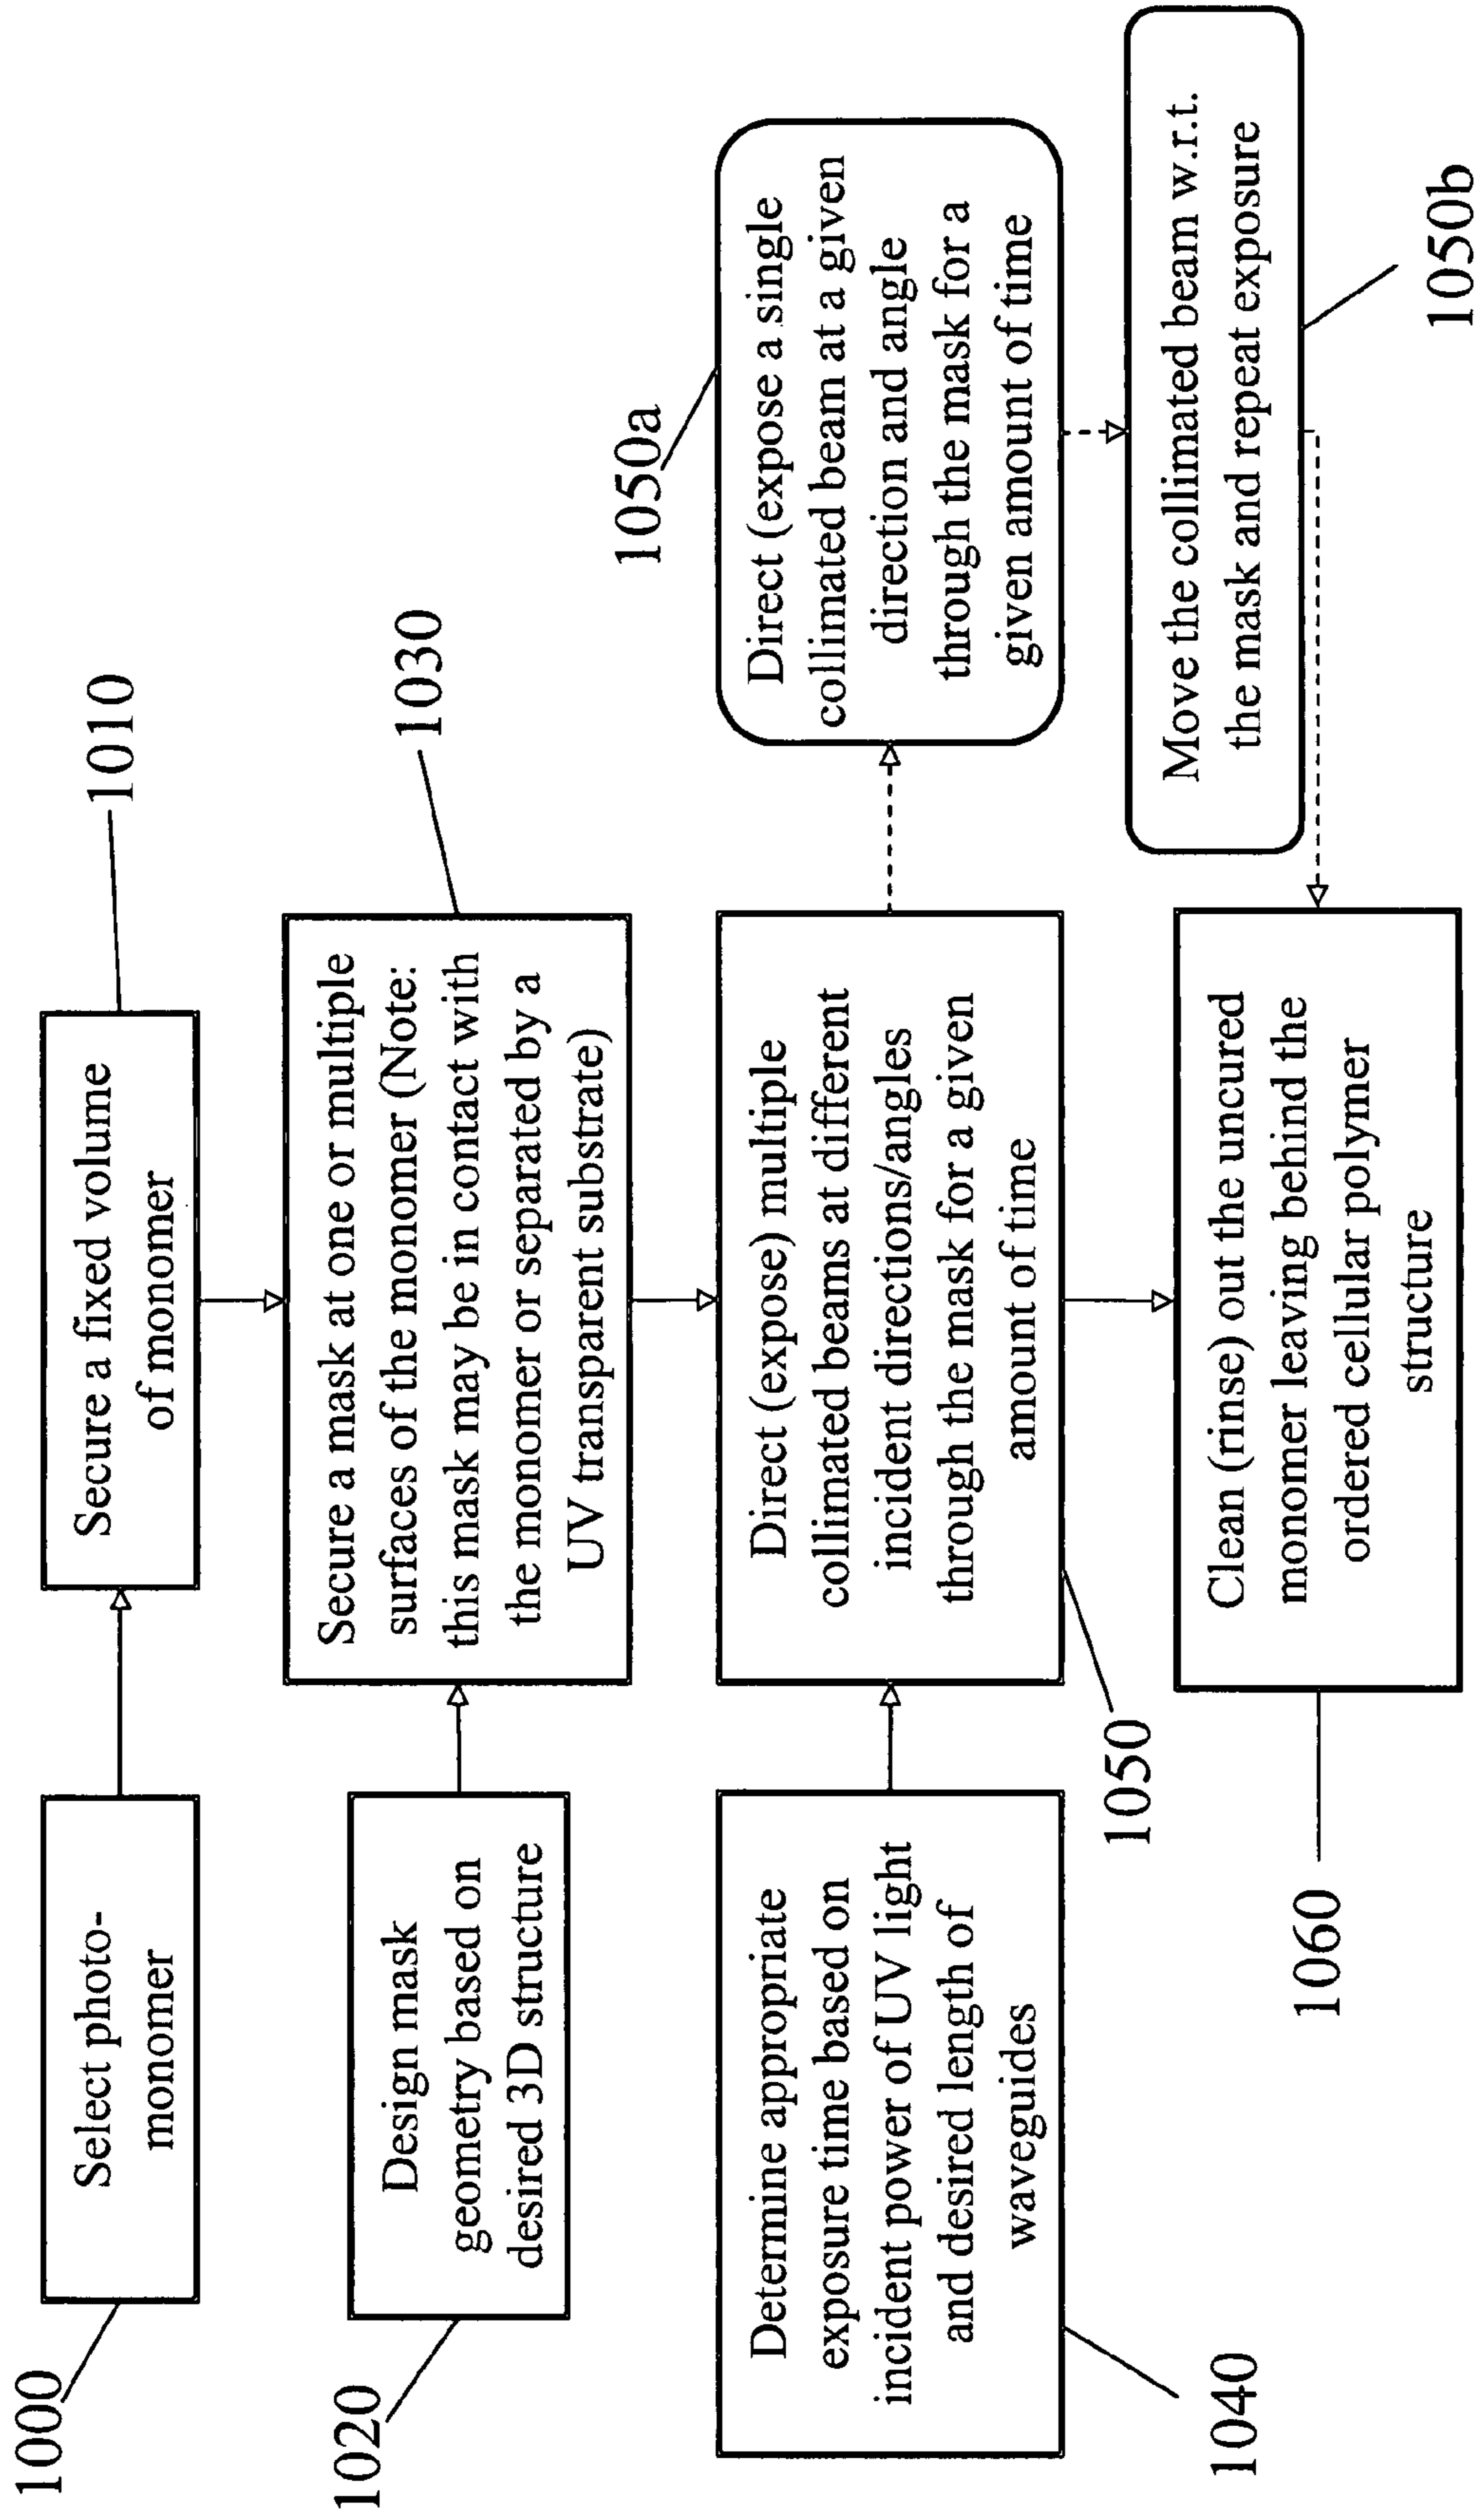 1000
Select photo-
monomer
1010
Secure a fixed volume
of monomer
1020
Design mask
geometry based on
desired 3D structure
1030
Secure a mask at one or multiple
surfaces of the monomer (Note:
this mask may be in contact with
the monomer or separated by a
UV transparent substrate)
1040
Determine appropriate
exposure time based on
incident power of UV light
and desired length of
waveguides
1050
Direct (expose) multiple
collimated beams at different
incident directions/angles
through the mask for a given
amount of time
1050a
Direct (expose a single
collimated beam at a given
direction and angle
through the mask for a
given amount of time
1050b
Move the collimated beam w.r.t.
the mask and repeat exposure
1060
Clean (rinse) out the uncured
monomer leaving behind the
ordered cellular polymer
structure